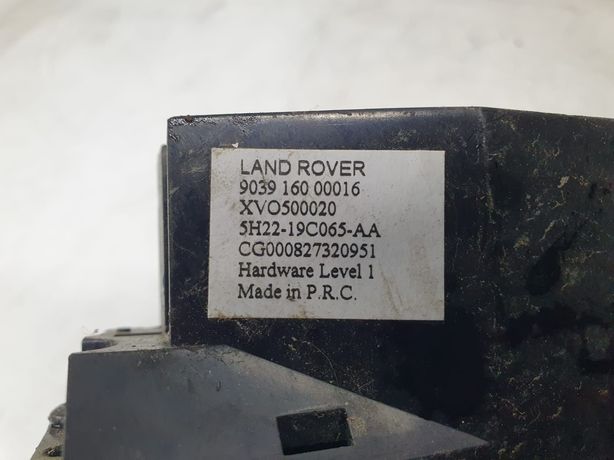 LAND ROVER
9039 160 00016
XVO500020
5H22-19C065-AA
CG000827320951
Hardware Level 1
Made in P.R.C.